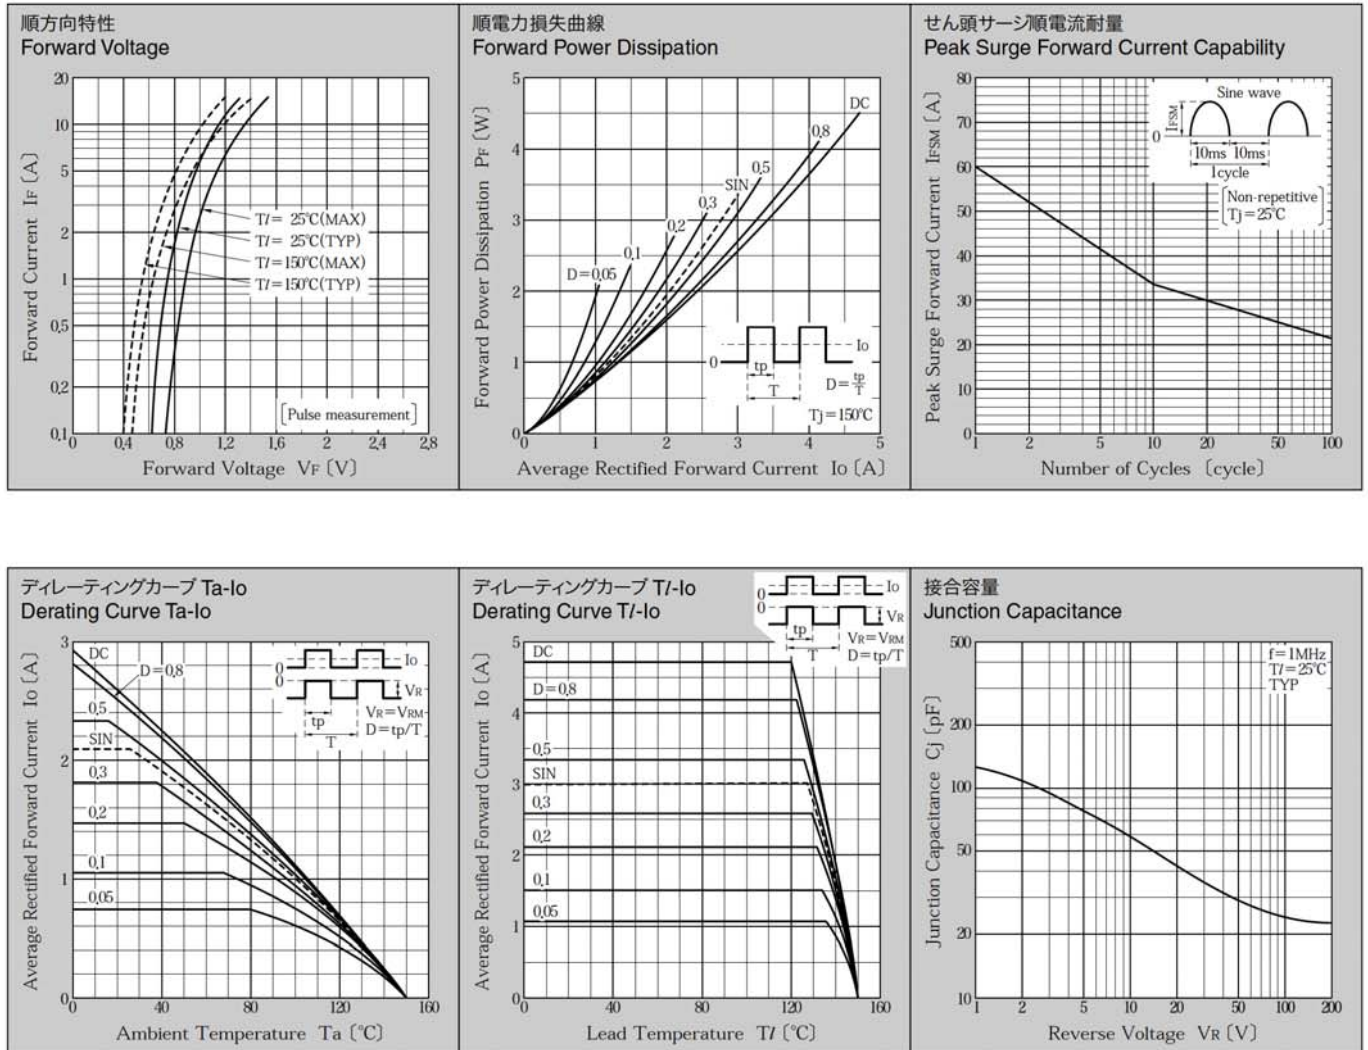 順方向特性
Forward Voltage
Forward Current IF〔A〕
20
10
5
2
1
0.5
0.2
0.1
Tl= 25℃(MAX)
Tl= 25℃(TYP)
Tl=150℃(MAX)
Tl=150℃(TYP)
[Pulse measurement]
0 0.4 0.8 1.2 1.6 2 2.4 2.8
Forward Voltage VF〔V〕
順電力損失曲線
Forward Power Dissipation
Forward Power Dissipation PF〔W〕
5
4
3
2
1
0
DC
0.8
0.5
SIN
0.3
0.2
0.1
D=0.05
Io
0
tp
T
D=tp/T
Tj=150℃
0 1 2 3 4 5
Average Rectified Forward Current Io〔A〕
せん頭サージ順電流耐量
Peak Surge Forward Current Capability
Peak Surge Forward Current IFSM〔A〕
80
70
60
50
40
30
20
10
0
Sine wave
IFSM
0
10ms 10ms
1cycle
[Non-repetitive
Tj=25℃]
1 2 5 10 20 50 100
Number of Cycles 〔cycle〕
ディレーティングカーブ Ta-Io
Derating Curve Ta-Io
Average Rectified Forward Current Io〔A〕
3
2
1
0
DC
D=0.8
0.5
SIN
0.3
0.2
0.1
0.05
0
Io
0
VR
tp
VR=VRM
D=tp/T
T
0 40 80 120 160
Ambient Temperature Ta〔℃〕
ディレーティングカーブ Tl-Io
Derating Curve Tl-Io
Average Rectified Forward Current Io〔A〕
5
4
3
2
1
0
DC
D=0.8
0.5
SIN
0.3
0.2
0.1
0.05
0
Io
0
VR
tp
VR=VRM
T
D=tp/T
0 40 80 120 160
Lead Temperature Tl〔℃〕
接合容量
Junction Capacitance
Junction Capacitance Cj〔pF〕
500
200
100
50
20
10
f=1MHz
Tl=25℃
TYP
1 2 5 10 20 50 100 200
Reverse Voltage VR〔V〕